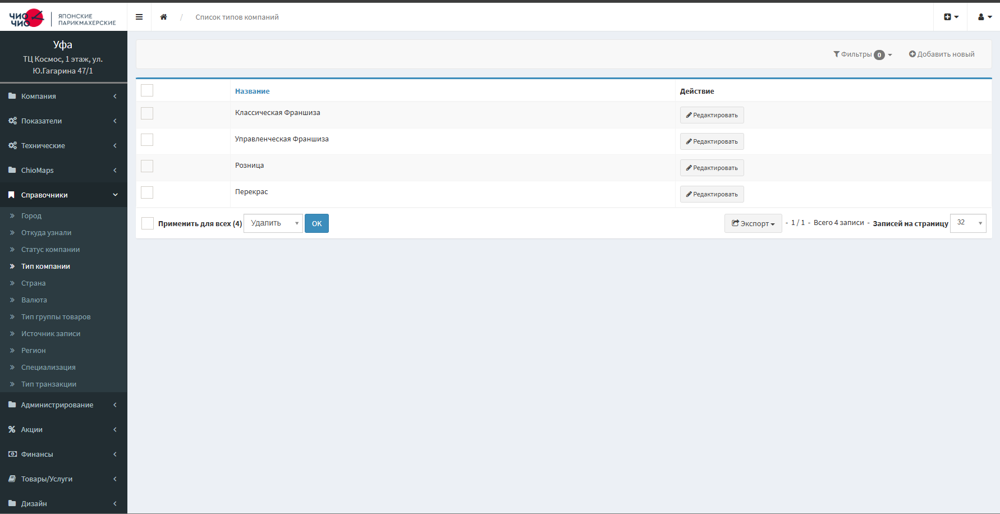 ЧИО ЧИО
ЯПОНСКИЕ
ПАРИКМАХЕРСКИЕ
/ Список типов компаний
Уфа
ТЦ Космос, 1 этаж, ул.
Ю.Гагарина 47/1
Компания
Показатели
Технические
ChioMaps
Справочники
Город
Откуда узнали
Статус компании
Тип компании
Страна
Валюта
Тип группы товаров
Источник записи
Регион
Специализация
Тип транзакции
Администрирование
Акции
Финансы
Товары/Услуги
Дизайн
Фильтры 0 Добавить новый
Название Действие
Классическая Франшиза Редактировать
Управленческая Франшиза Редактировать
Розница Редактировать
Перекрас Редактировать
Применить для всех (4) Удалить OK Экспорт - 1 / 1 - Всего 4 записи - Записей на страницу 32